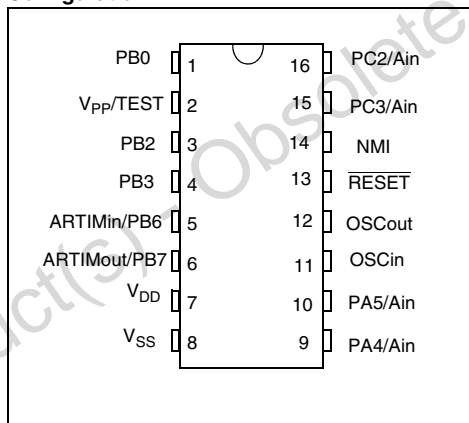 PB0 1 16 PC2/Ain
VPP/TEST 2 15 PC3/Ain
PB2 3 14 NMI
PB3 4 13 RESET
ARTIMin/PB6 5 12 OSCout
ARTIMout/PB7 6 11 OSCin
VDD 7 10 PA5/Ain
VSS 8 9 PA4/Ain
uct(s) - Obsolete